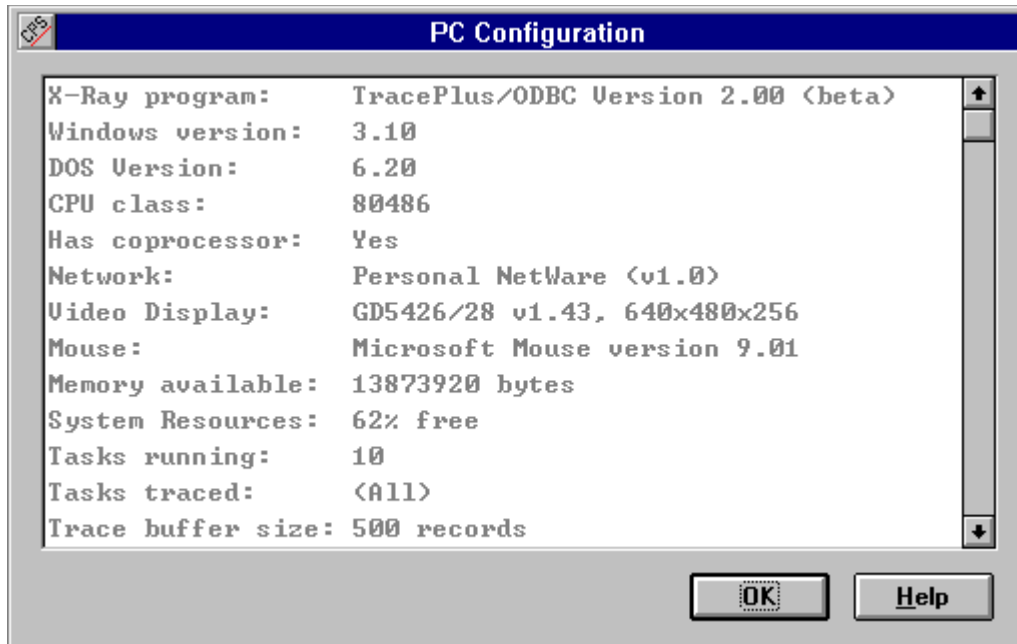 CPS
PC Configuration
X-Ray program: TracePlus/ODBC Version 2.00 (beta)
Windows version: 3.10
DOS Version: 6.20
CPU class: 80486
Has coprocessor: Yes
Network: Personal NetWare (v1.0)
Video Display: GD5426/28 v1.43, 640x480x256
Mouse: Microsoft Mouse version 9.01
Memory available: 13873920 bytes
System Resources: 62% free
Tasks running: 10
Tasks traced: (All)
Trace buffer size: 500 records
OK Help